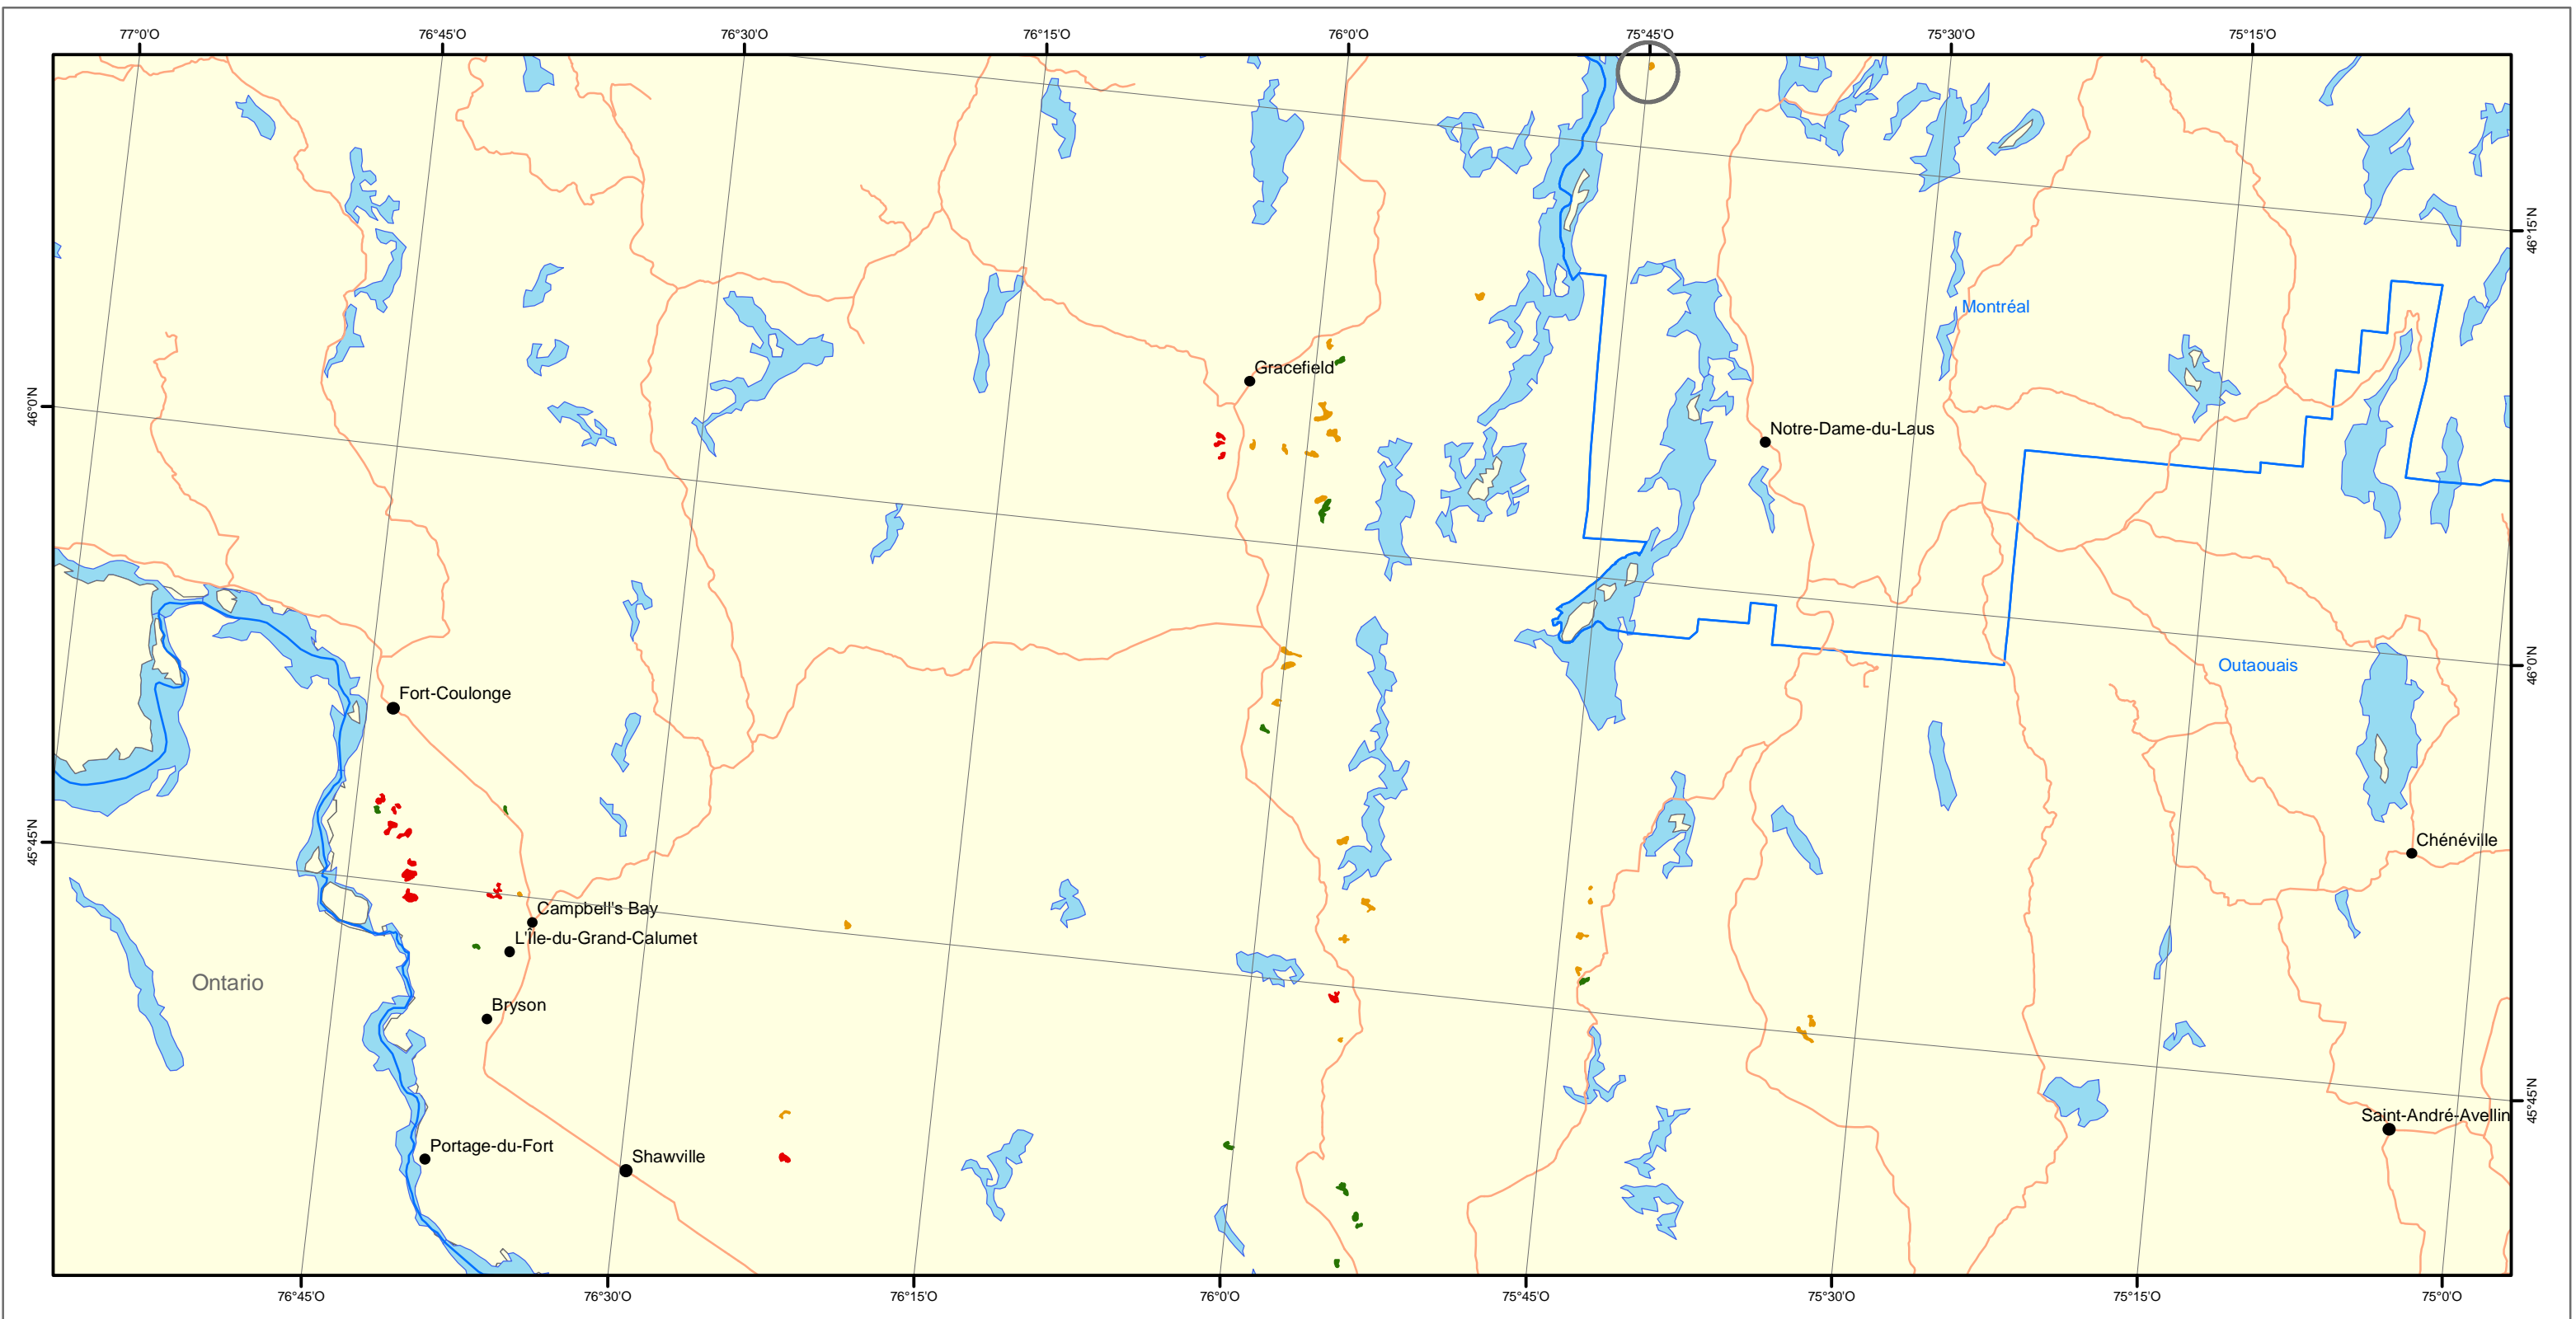 77°0'O
76°45'O
76°30'O
76°15'O
76°0'O
75°45'O
75°30'O
75°15'O
46°15'N
Montréal
Gracefield
46°0'N
Notre-Dame-du-Laus
Outaouais
46°0'N
Fort-Coulonge
45°45'N
Chénéville
Campbell's Bay
L'Île-du-Grand-Calumet
Ontario
Bryson
45°45'N
Saint-André-Avellin
Portage-du-Fort
Shawville
76°45'O
76°30'O
76°15'O
76°0'O
75°45'O
75°30'O
75°15'O
75°0'O